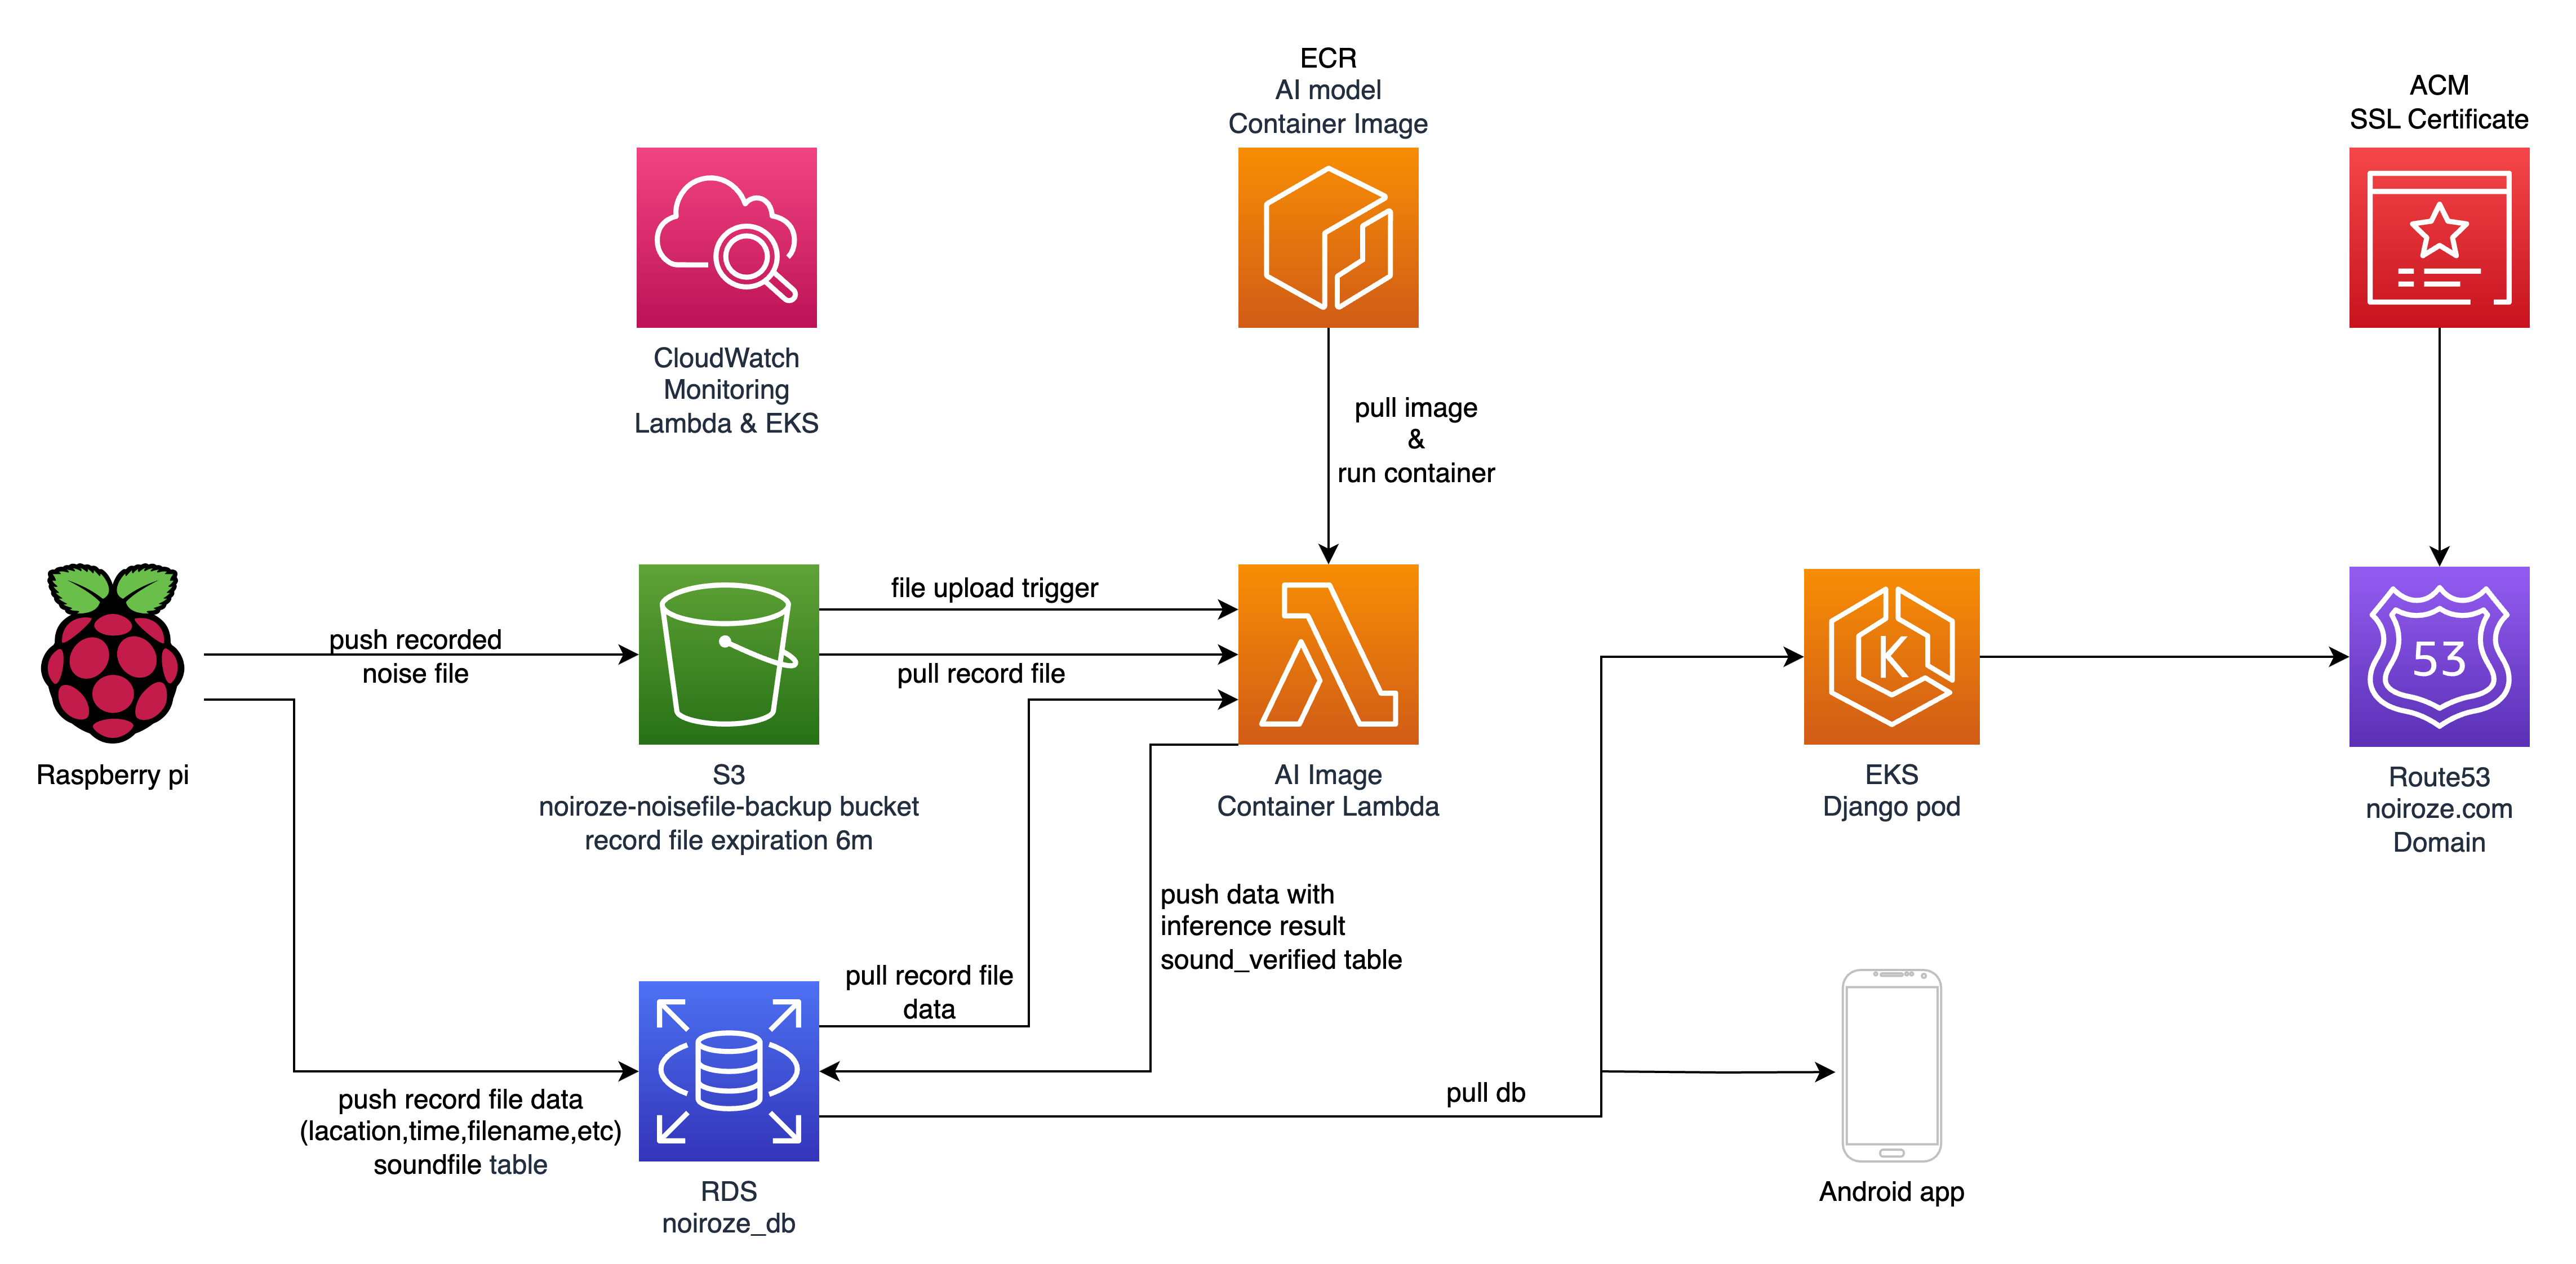 ECR
AI model
Container Image
ACM
SSL Certificate
CloudWatch
Monitoring
Lambda & EKS
pull image
&
run container
file upload trigger
push recorded
noise file
pull record file
K
53
Raspberry pi
S3
noiroze-noisefile-backup bucket
record file expiration 6m
AI Image
Container Lambda
EKS
Django pod
Route53
noiroze.com
Domain
push data with
inference result
sound_verified table
pull record file
data
pull db
push record file data
(lacation,time,filename,etc)
soundfile table
RDS
noiroze_db
Android app